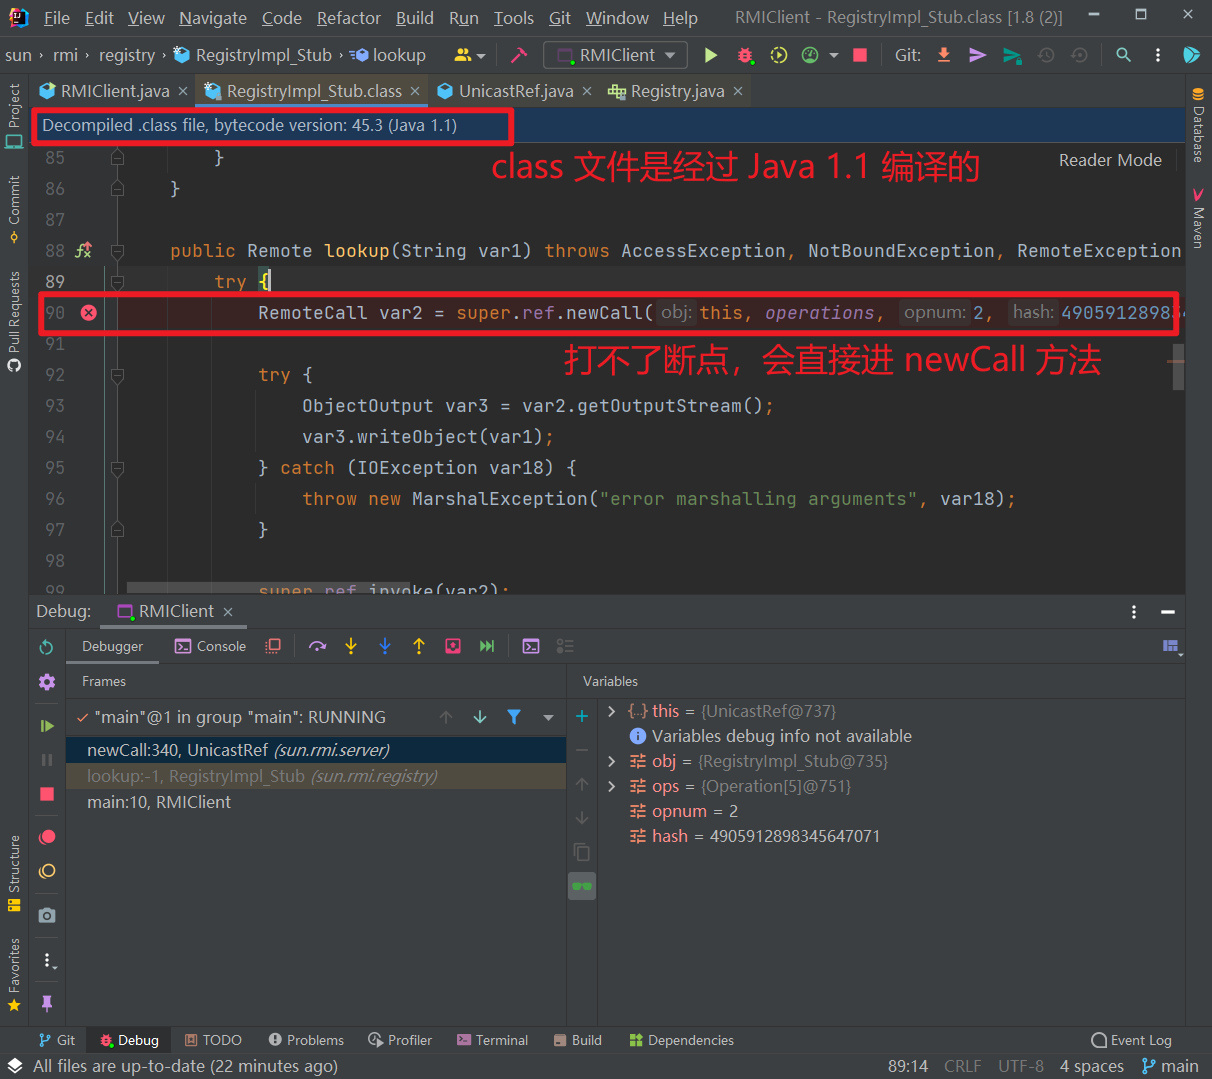 File Edit View Navigate Code Refactor Build Run Tools Git Window Help RMIClient - RegistryImpl_Stub.class [1.8 (2)]
sun rmi registry RegistryImpl_Stub lookup RMIClient Git:
RMIClient.java RegistryImpl_Stub.class UnicastRef.java Registry.java
Decompiled .class file, bytecode version: 45.3 (Java 1.1)
class 文件是经过 Java 1.1 编译的
Reader Mode
85 }
86 }
87
88 public Remote lookup(String var1) throws AccessException, NotBoundException, RemoteException
89 try {
90 RemoteCall var2 = super.ref.newCall( obj: this, operations, opnum: 2, hash: 4905912898
91
打不了断点，会直接进 newCall 方法
92 try {
93 ObjectOutput var3 = var2.getOutputStream();
94 var3.writeObject(var1);
95 } catch (IOException var18) {
96 throw new MarshalException("error marshalling arguments", var18);
97 }
98
99 super.ref.invoke(var2);
Project
Commit
Pull Requests
Structure
Favorites
Database
Maven
Debug: RMIClient
Debugger Console
Frames
Variables
"main"@1 in group "main": RUNNING
newCall:340, UnicastRef (sun.rmi.server)
lookup:-1, RegistryImpl_Stub (sun.rmi.registry)
main:10, RMIClient
this = {UnicastRef@737}
Variables debug info not available
obj = {RegistryImpl_Stub@735}
ops = {Operation[5]@751}
opnum = 2
hash = 4905912898345647071
Git Debug TODO Problems Profiler Terminal Build Dependencies Event Log
All files are up-to-date (22 minutes ago) 89:14 CRLF UTF-8 4 spaces main